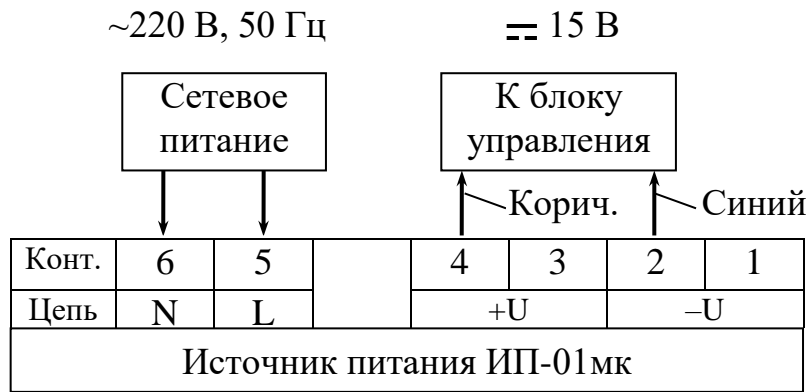 ~220 В, 50 Гц
15 В
Сетевое
питание
К блоку
управления
Корич.
Синий
Конт. 6 5 4 3 2 1
Цепь N L +U –U
Источник питания ИП-01мк